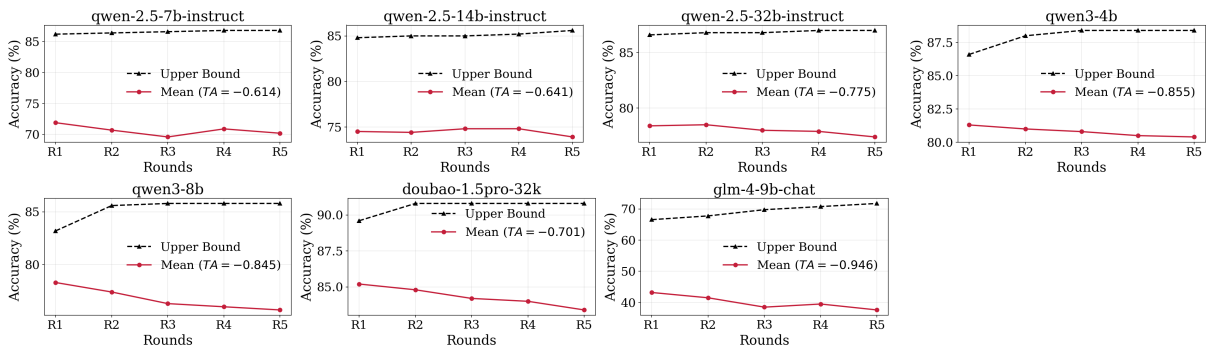 qwen-2.5-7b-instruct
Accuracy (%)
85
80
75
70
Upper Bound
Mean (TA = −0.614)
R1 R2 R3 R4 R5
Rounds
qwen-2.5-14b-instruct
Accuracy (%)
85
80
75
Upper Bound
Mean (TA = −0.641)
R1 R2 R3 R4 R5
Rounds
qwen-2.5-32b-instruct
Accuracy (%)
85
80
Upper Bound
Mean (TA = −0.775)
R1 R2 R3 R4 R5
Rounds
qwen3-4b
Accuracy (%)
87.5
85.0
82.5
80.0
Upper Bound
Mean (TA = −0.855)
R1 R2 R3 R4 R5
Rounds
qwen3-8b
Accuracy (%)
85
80
Upper Bound
Mean (TA = −0.845)
R1 R2 R3 R4 R5
Rounds
doubao-1.5pro-32k
Accuracy (%)
90.0
87.5
85.0
Upper Bound
Mean (TA = −0.701)
R1 R2 R3 R4 R5
Rounds
glm-4-9b-chat
Accuracy (%)
70
60
50
40
Upper Bound
Mean (TA = −0.946)
R1 R2 R3 R4 R5
Rounds